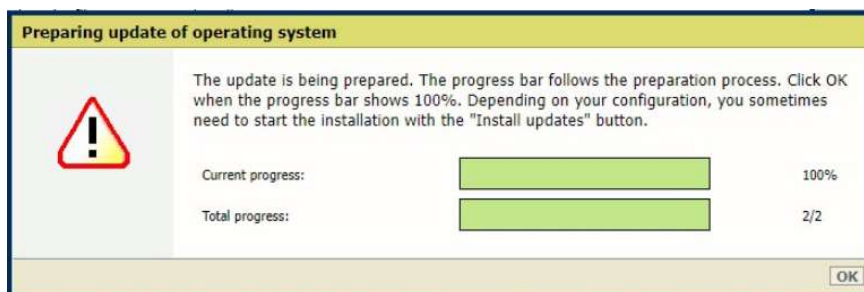 Preparing update of operating system
The update is being prepared. The progress bar follows the preparation process. Click OK
when the progress bar shows 100%. Depending on your configuration, you sometimes
need to start the installation with the "Install updates" button.
Current progress: 100%
Total progress: 2/2
OK